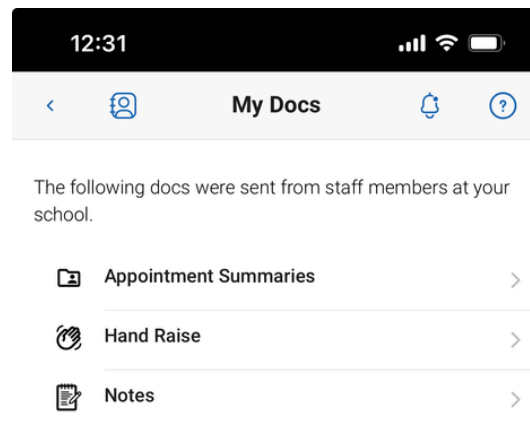 12:31
My Docs
?
The following docs were sent from staff members at your
school.
Appointment Summaries
Hand Raise
Notes